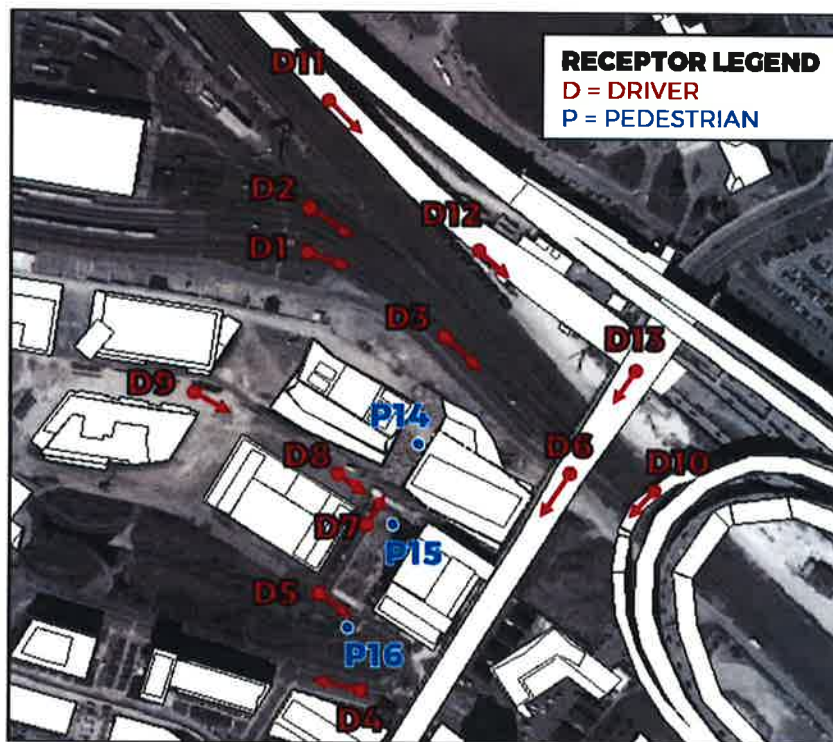 RECEPTOR LEGEND
D = DRIVER
P = PEDESTRIAN
D11
D2
D12
D1
D3
D13
D9
P14
D8
D6
D10
D7
P15
D5
P16
D4